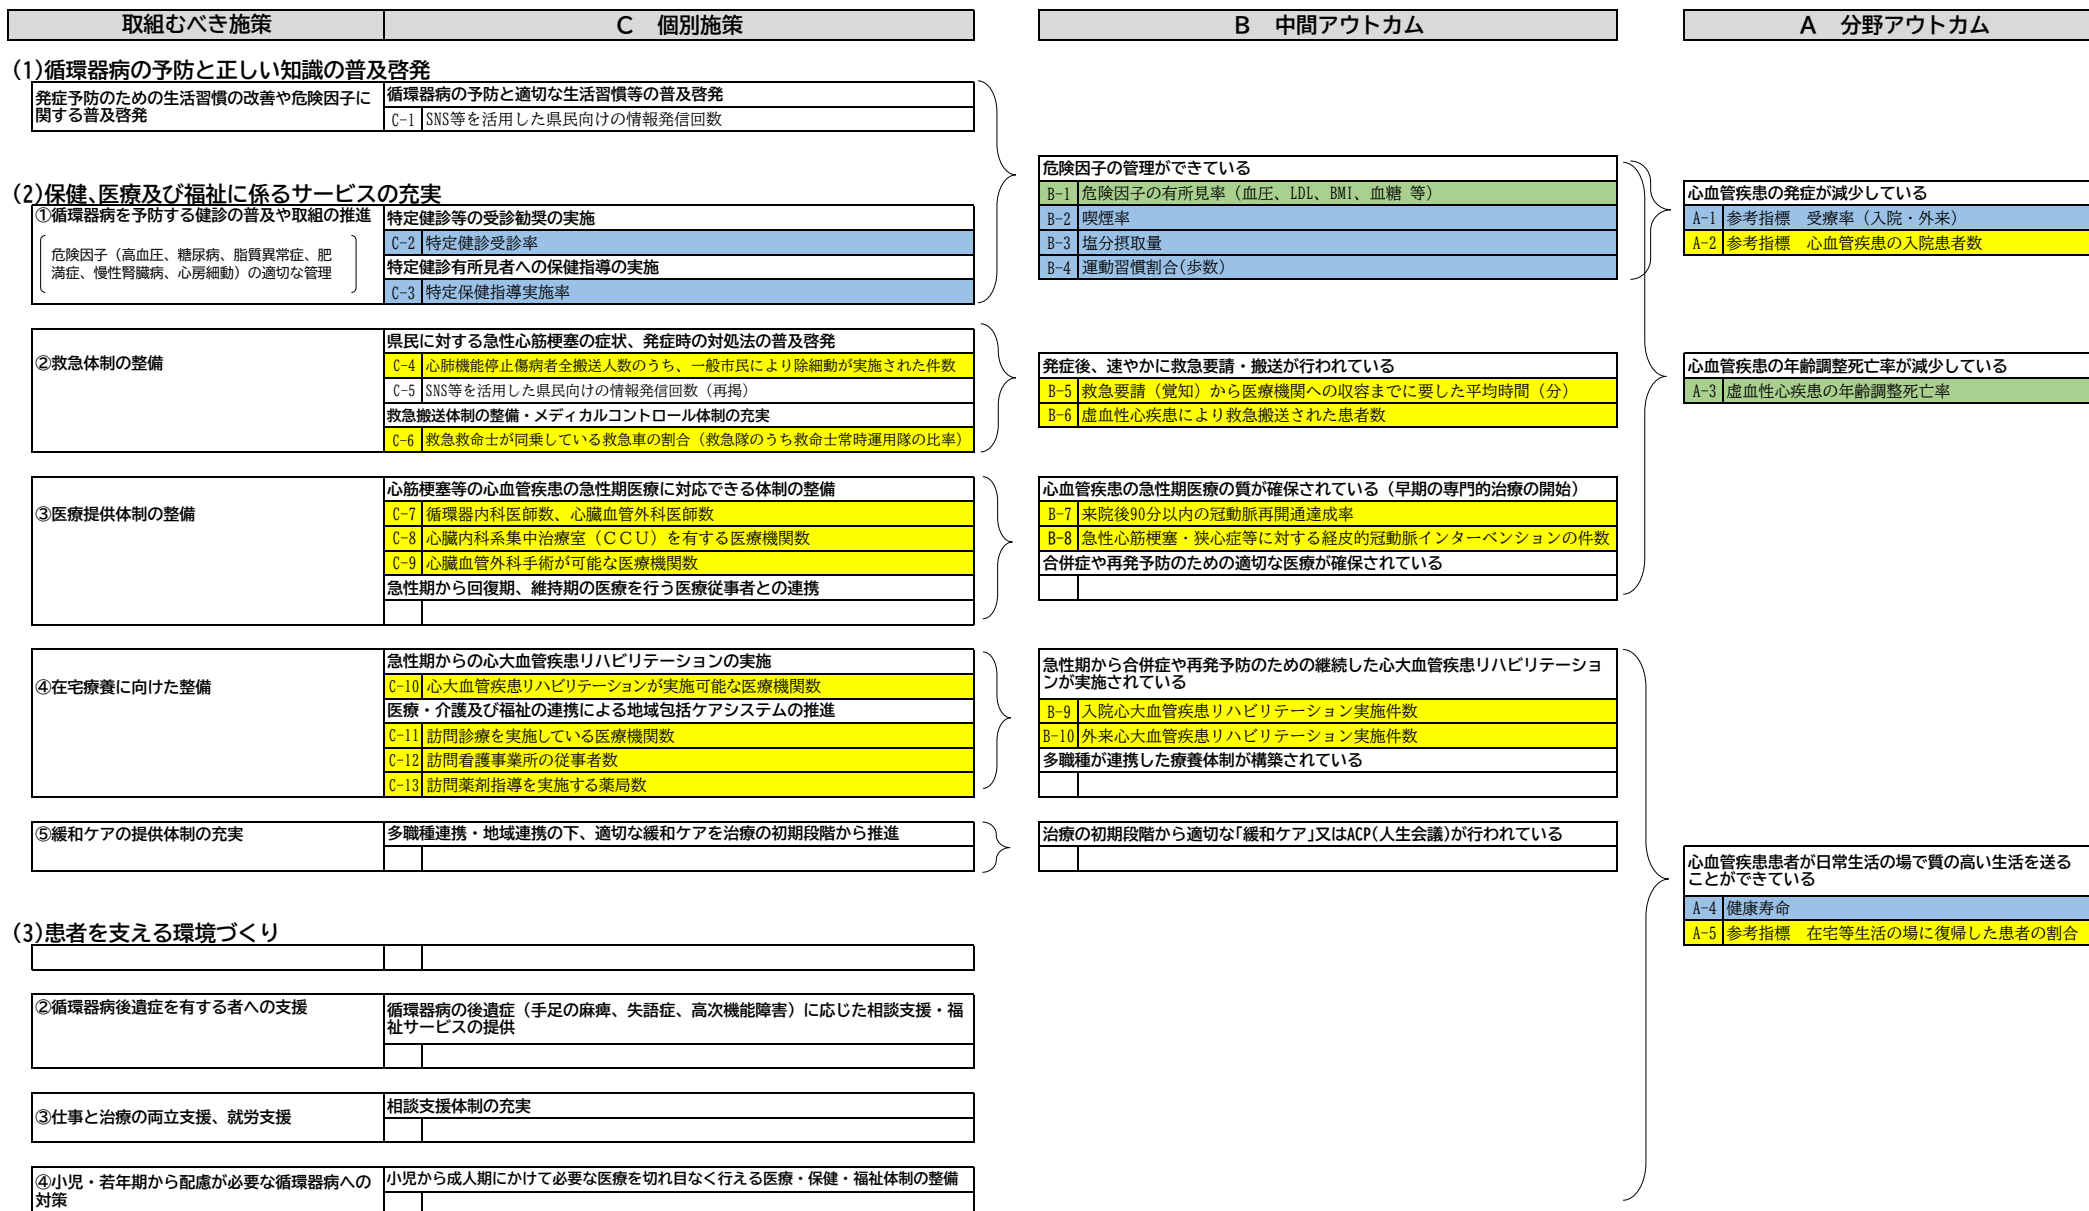 取組むべき施策
C 個別施策
B 中間アウトカム
A 分野アウトカム
(1)循環器病の予防と正しい知識の普及啓発
発症予防のための生活習慣の改善や危険因子に
関する普及啓発
循環器病の予防と適切な生活習慣等の普及啓発
C-1 SNS等を活用した県民向けの情報発信回数
危険因子の管理ができている
B-1 危険因子の有所見率（血圧、LDL、BMI、血糖 等）
B-2 喫煙率
B-3 塩分摂取量
B-4 運動習慣割合(歩数)
心血管疾患の発症が減少している
A-1 参考指標 受療率（入院・外来）
A-2 参考指標 心血管疾患の入院患者数
(2)保健､医療及び福祉に係るサービスの充実
①循環器病を予防する健診の普及や取組の推進
危険因子（高血圧、糖尿病、脂質異常症、肥
満症、慢性腎臓病、心房細動）の適切な管理
特定健診等の受診勧奨の実施
C-2 特定健診受診率
特定健診有所見者への保健指導の実施
C-3 特定保健指導実施率
②救急体制の整備
県民に対する急性心筋梗塞の症状、発症時の対処法の普及啓発
C-4 心肺機能停止傷病者全搬送人数のうち、一般市民により除細動が実施された件数
C-5 SNS等を活用した県民向けの情報発信回数（再掲）
救急搬送体制の整備・メディカルコントロール体制の充実
C-6 救急救命士が同乗している救急車の割合（救急隊のうち救命士常時運用隊の比率）
発症後、速やかに救急要請・搬送が行われている
B-5 救急要請（覚知）から医療機関への収容までに要した平均時間（分）
B-6 虚血性心疾患により救急搬送された患者数
心血管疾患の年齢調整死亡率が減少している
A-3 虚血性心疾患の年齢調整死亡率
③医療提供体制の整備
心筋梗塞等の心血管疾患の急性期医療に対応できる体制の整備
C-7 循環器内科医師数、心臓血管外科医師数
C-8 心臓内科系集中治療室（ＣＣＵ）を有する医療機関数
C-9 心臓血管外科手術が可能な医療機関数
急性期から回復期、維持期の医療を行う医療従事者との連携
心血管疾患の急性期医療の質が確保されている（早期の専門的治療の開始）
B-7 来院後90分以内の冠動脈再開通達成率
B-8 急性心筋梗塞・狭心症等に対する経皮的冠動脈インターベンションの件数
合併症や再発予防のための適切な医療が確保されている
④在宅療養に向けた整備
急性期からの心大血管疾患リハビリテーションの実施
C-10 心大血管疾患リハビリテーションが実施可能な医療機関数
医療・介護及び福祉の連携による地域包括ケアシステムの推進
C-11 訪問診療を実施している医療機関数
C-12 訪問看護事業所の従事者数
C-13 訪問薬剤指導を実施する薬局数
急性期から合併症や再発予防のための継続した心大血管疾患リハビリテーショ
ンが実施されている
B-9 入院心大血管疾患リハビリテーション実施件数
B-10 外来心大血管疾患リハビリテーション実施件数
多職種が連携した療養体制が構築されている
⑤緩和ケアの提供体制の充実
多職種連携・地域連携の下、適切な緩和ケアを治療の初期段階から推進
治療の初期段階から適切な｢緩和ケア｣又はACP(人生会議)が行われている
心血管疾患患者が日常生活の場で質の高い生活を送る
ことができている
A-4 健康寿命
A-5 参考指標 在宅等生活の場に復帰した患者の割合
(3)患者を支える環境づくり
②循環器病後遺症を有する者への支援
循環器病の後遺症（手足の麻痺、失語症、高次機能障害）に応じた相談支援・福
祉サービスの提供
③仕事と治療の両立支援、就労支援
相談支援体制の充実
④小児・若年期から配慮が必要な循環器病への
対策
小児から成人期にかけて必要な医療を切れ目なく行える医療・保健・福祉体制の整備